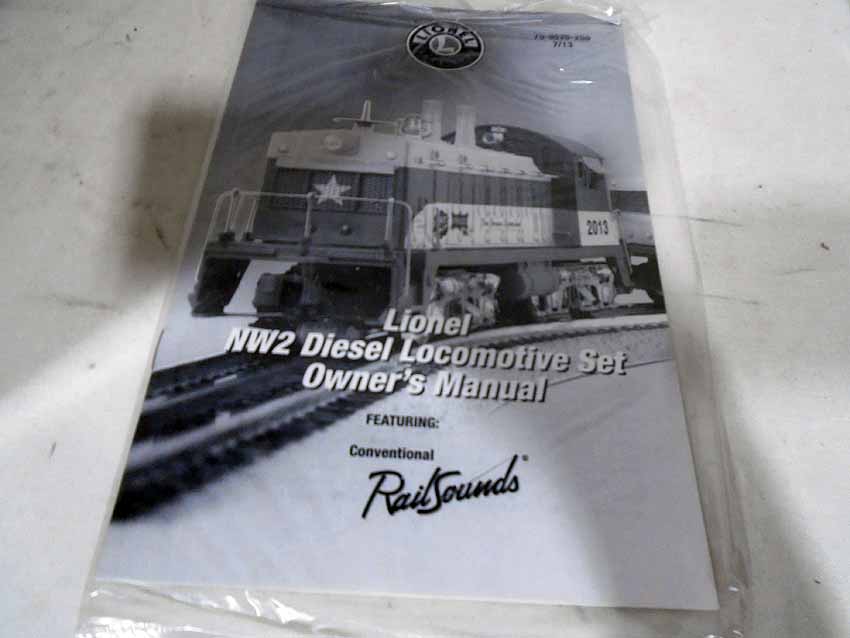 LIONEL
7/13
2013
Lionel
NW2 Diesel Locomotive Set
Owner's Manual
FEATURING:
Conventional
RailSounds®